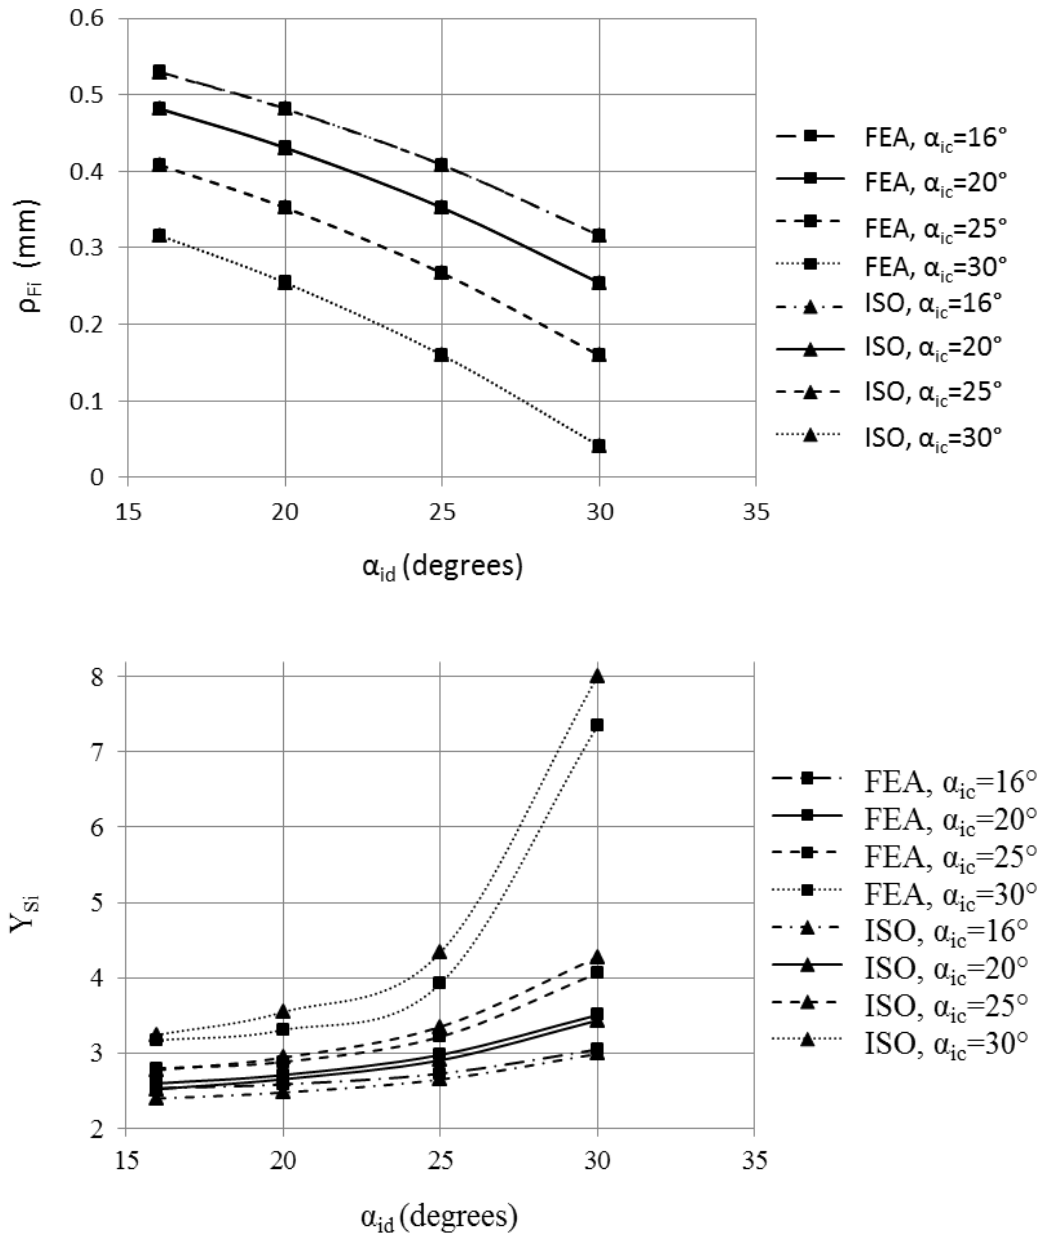 0.6
0.5
0.4
0.3
0.2
0.1
0
ρFi (mm)
15 20 25 30 35
αid (degrees)
FEA, αic=16°
FEA, αic=20°
FEA, αic=25°
FEA, αic=30°
ISO, αic=16°
ISO, αic=20°
ISO, αic=25°
ISO, αic=30°
8
7
6
5
4
3
2
YSi
15 20 25 30 35
αid (degrees)
FEA, αic=16°
FEA, αic=20°
FEA, αic=25°
FEA, αic=30°
ISO, αic=16°
ISO, αic=20°
ISO, αic=25°
ISO, αic=30°